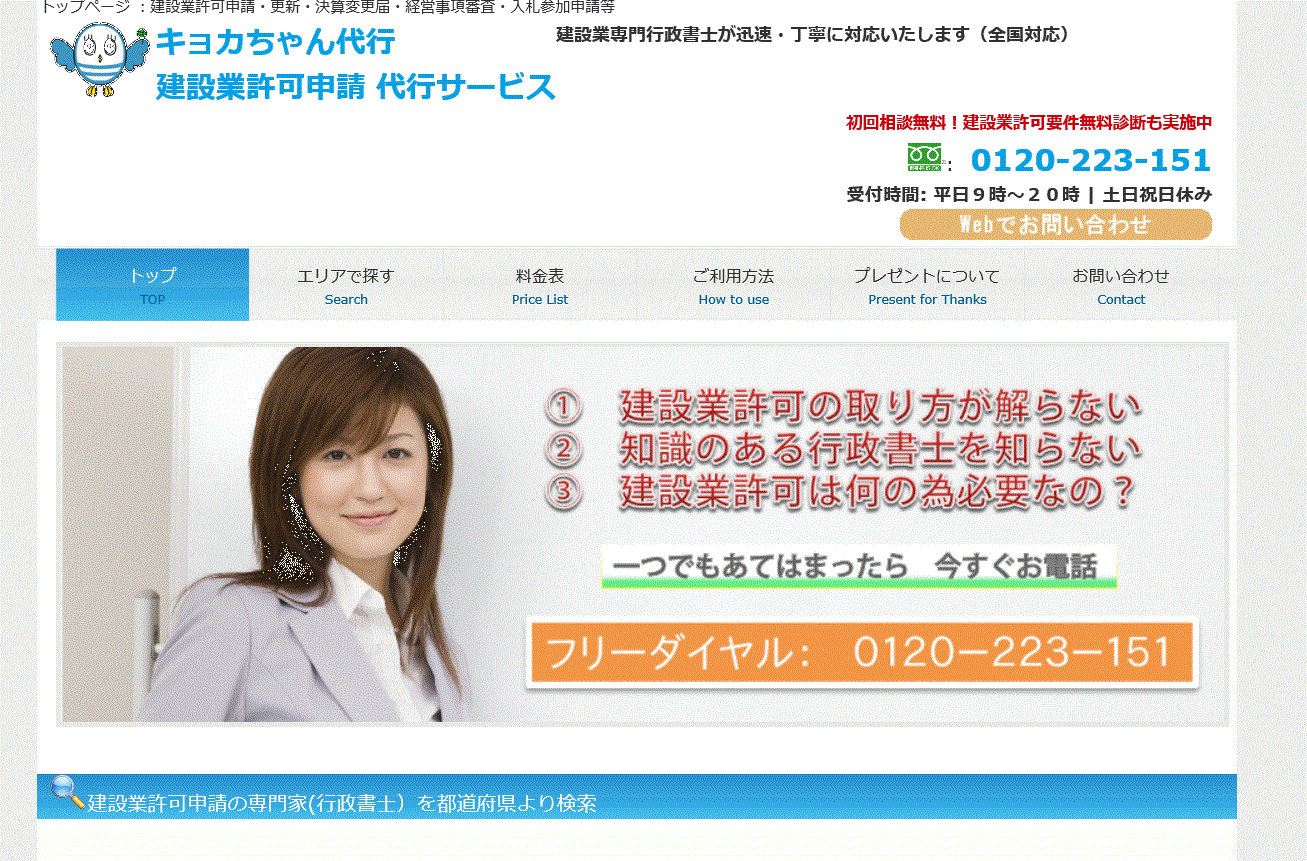 トップページ ：建設業許可申請・更新・決算変更届・経営事項審査・入札参加申請等
キョカちゃん代行
建設業許可申請 代行サービス
建設業専門行政書士が迅速・丁寧に対応いたします（全国対応）
初回相談無料！建設業許可要件無料診断も実施中
： 0120-223-151
受付時間: 平日９時～２０時 | 土日祝日休み
Webでお問い合わせ
トップ
TOP
エリアで探す
Search
料金表
Price List
ご利用方法
How to use
プレゼントについて
Present for Thanks
お問い合わせ
Contact
① 建設業許可の取り方が解らない
② 知識のある行政書士を知らない
③ 建設業許可は何の為必要なの？
一つでもあてはまったら 今すぐお電話
フリーダイヤル： 0120－223－151
建設業許可申請の専門家(行政書士）を都道府県より検索